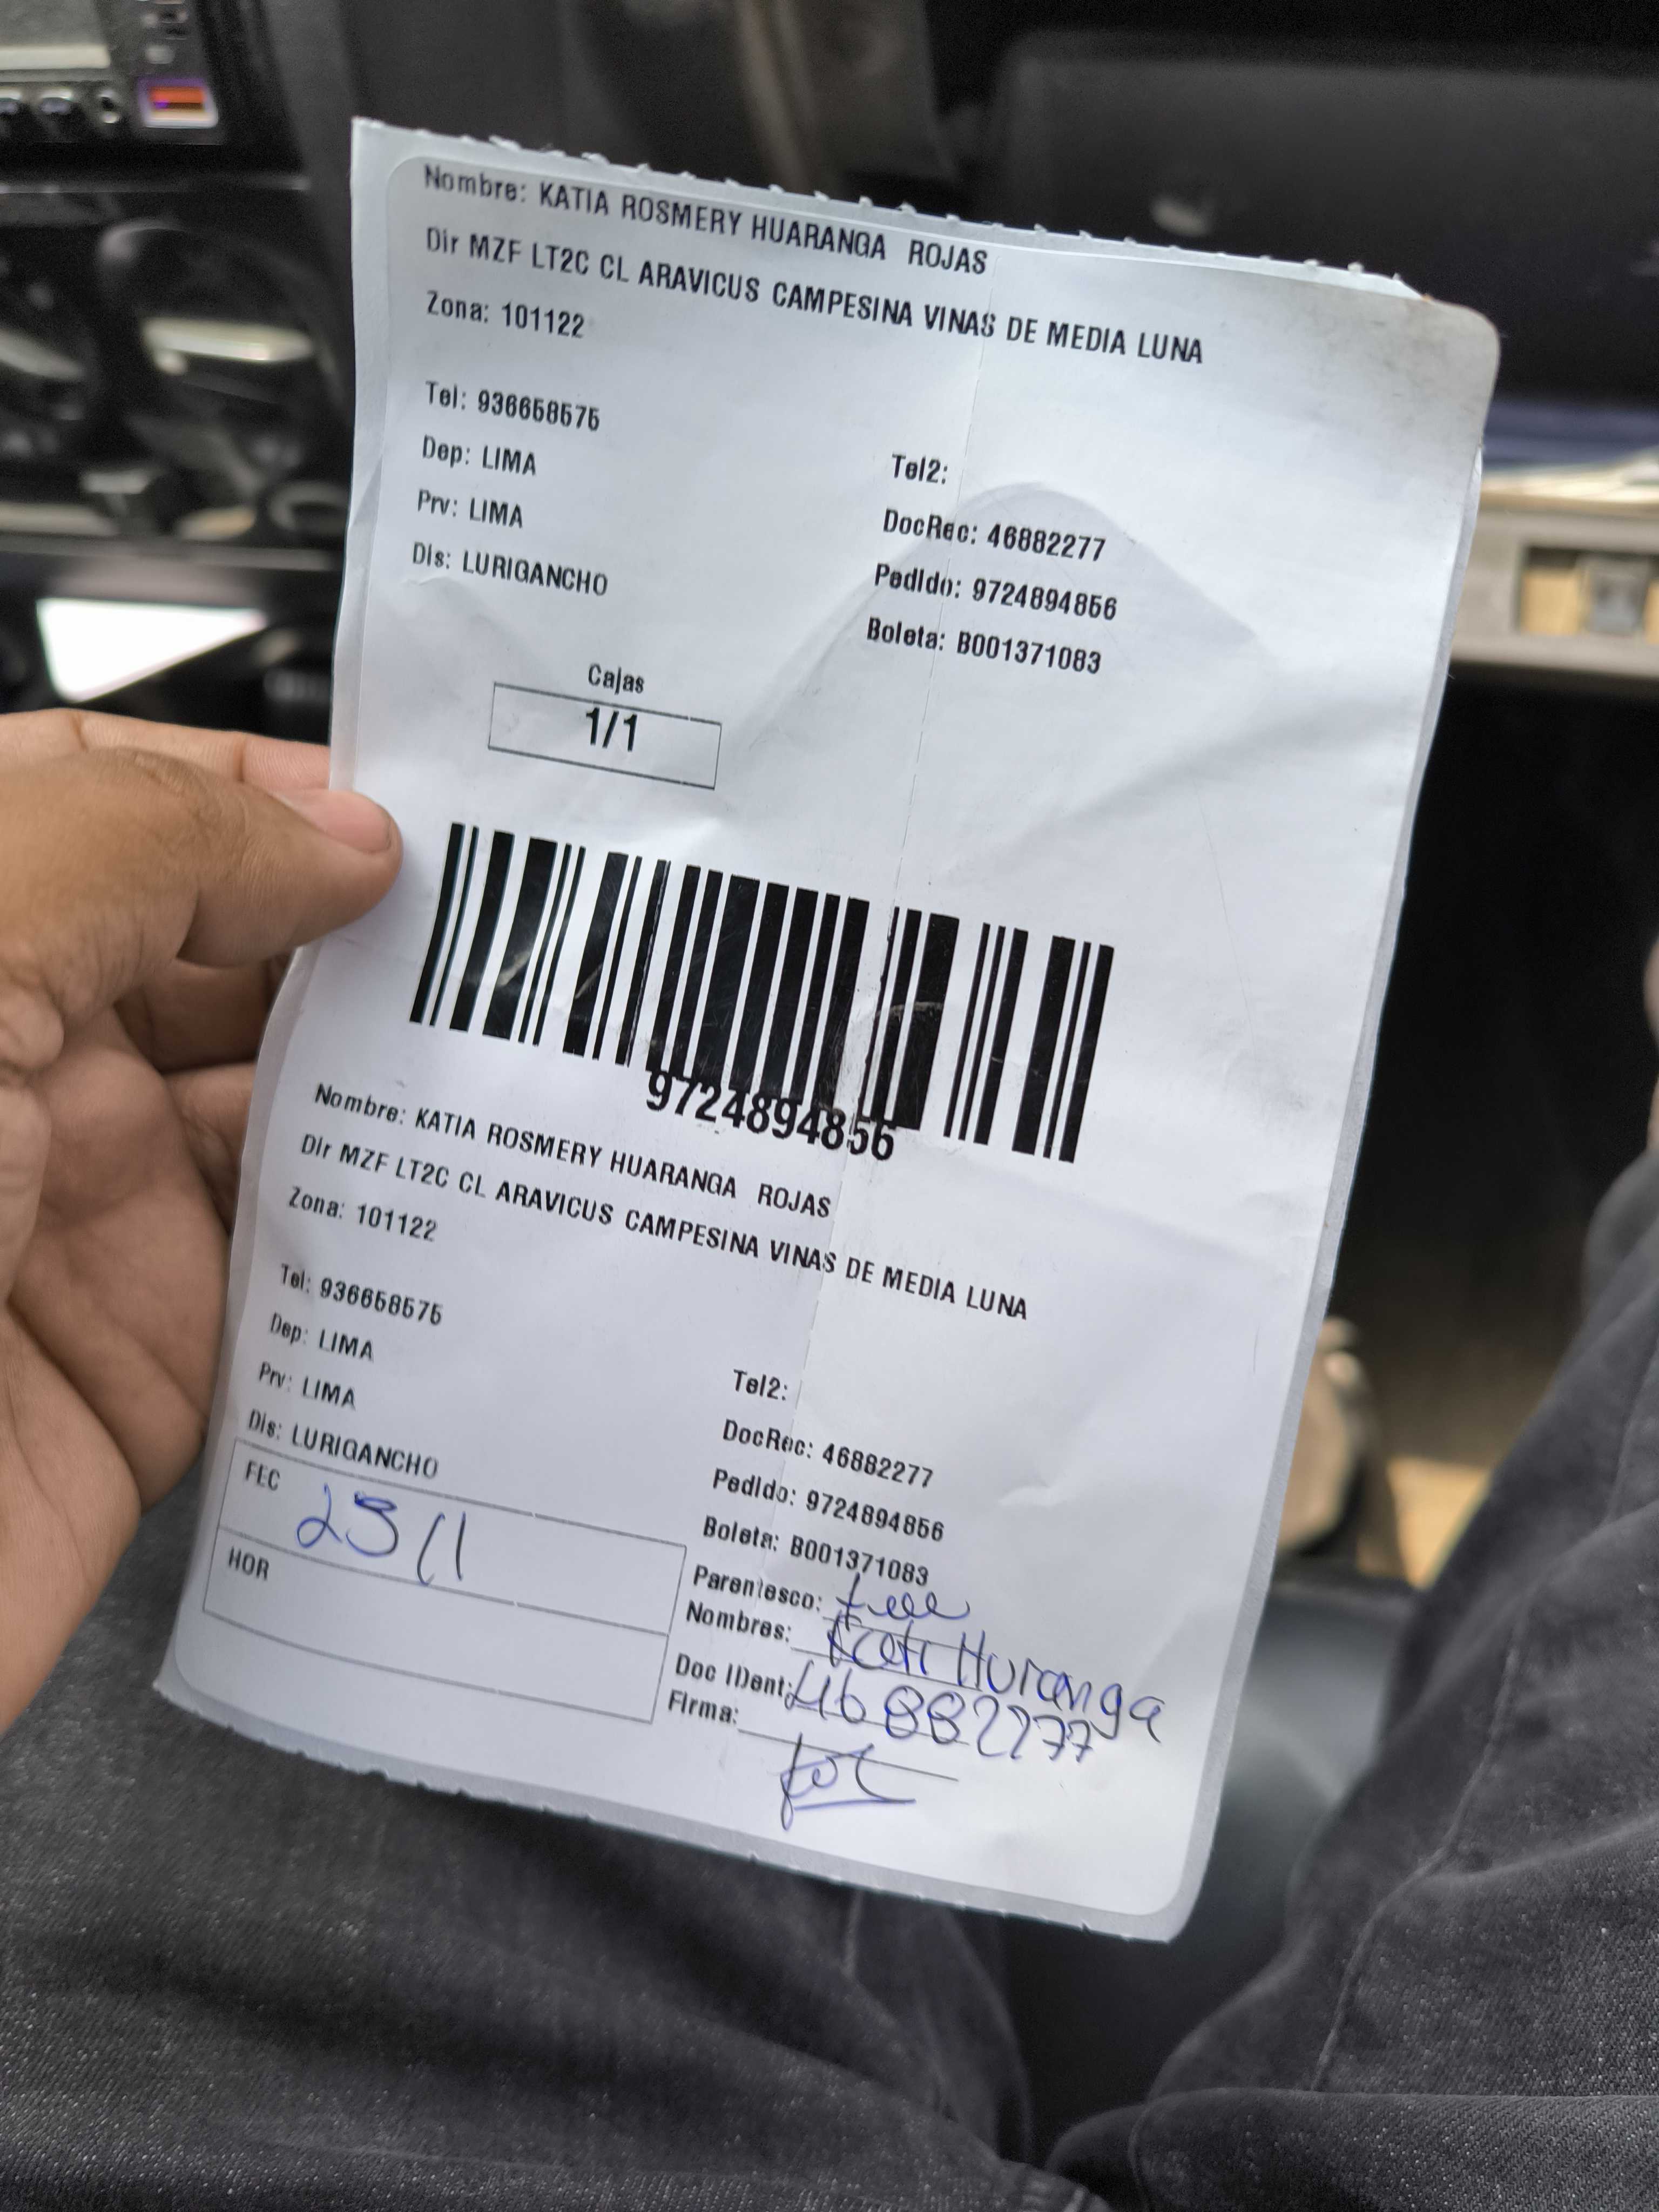 Nombre: KATIA ROSMERY HUARANGA ROJAS
Dir MZF LT2C CL ARAVICUS CAMPESINA VINAS DE MEDIA LUNA
Zona: 101122
Tel: 936658575
Dep: LIMA
Tel2:
Prv: LIMA
DocRec: 46882277
Dis: LURIGANCHO
Pedido: 9724894856
Boleta: B001371083
Cajas
1/1
9724894856
Nombre: KATIA ROSMERY HUARANGA ROJAS
Dir MZF LT2C CL ARAVICUS CAMPESINA VINAS DE MEDIA LUNA
Zona: 101122
Tel: 936658575
Dep: LIMA
Tel2:
Prv: LIMA
DocRec: 46882277
Dis: LURIGANCHO
Pedido: 9724894856
Boleta: B001371083
FEC 23/1
HOR
Parentesco:
Nombres: Kati Huranga
Doc IDent: 46882277
Firma: